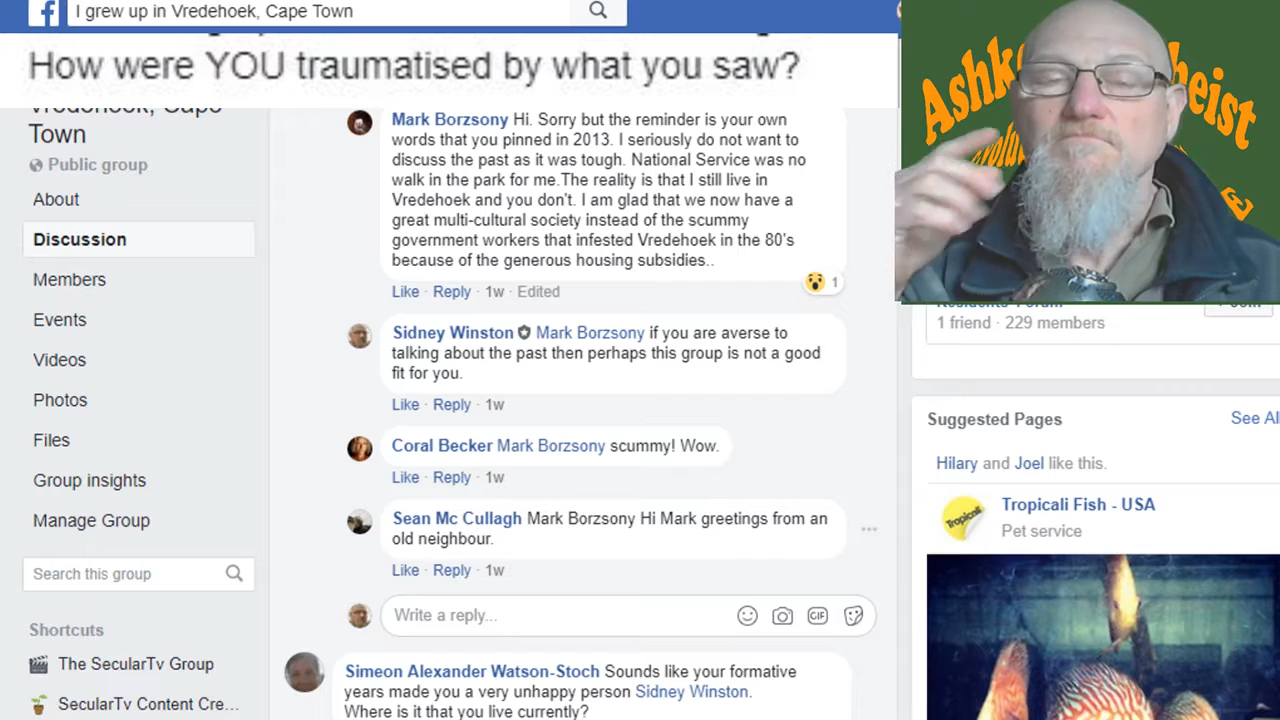 I grew up in Vredehoek, Cape Town
How were YOU traumatised by what you saw?
Vredehoek, Cape
Town
Public group
About
Discussion
Members
Events
Videos
Photos
Files
Group insights
Manage Group
Search this group
Shortcuts
The SecularTv Group
SecularTv Content Cre...
Mark Borzsony Hi. Sorry but the reminder is your own
words that you pinned in 2013. I seriously do not want to
discuss the past as it was tough. National Service was no
walk in the park for me.The reality is that I still live in
Vredehoek and you don't. I am glad that we now have a
great multi-cultural society instead of the scummy
government workers that infested Vredehoek in the 80's
because of the generous housing subsidies..
1
Like · Reply · 1w · Edited
Sidney Winston Mark Borzsony if you are averse to
talking about the past then perhaps this group is not a good
fit for you.
Like · Reply · 1w
Coral Becker Mark Borzsony scummy! Wow.
Like · Reply · 1w
Sean Mc Cullagh Mark Borzsony Hi Mark greetings from an
old neighbour.
Like · Reply · 1w
Write a reply...
GIF
Simeon Alexander Watson-Stoch Sounds like your formative
years made you a very unhappy person Sidney Winston.
Where is it that you live currently?
1 friend · 229 members
Suggested Pages
See All
Hilary and Joel like this.
Tropicali
Tropicali Fish - USA
Pet service